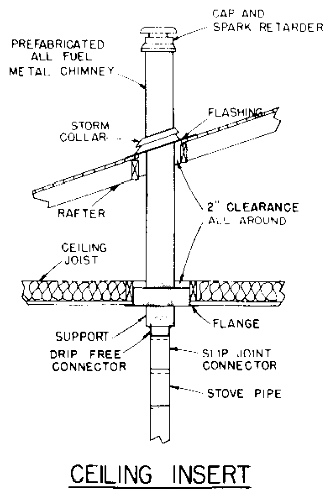 CAP AND
SPARK RETARDER
PREFABRICATED
ALL FUEL
METAL CHIMNEY
FLASHING
STORM
COLLAR
RAFTER
2" CLEARANCE
ALL AROUND
CEILING
JOIST
SUPPORT
FLANGE
DRIP FREE
CONNECTOR
SLIP JOINT
CONNECTOR
STOVE PIPE
CEILING INSERT